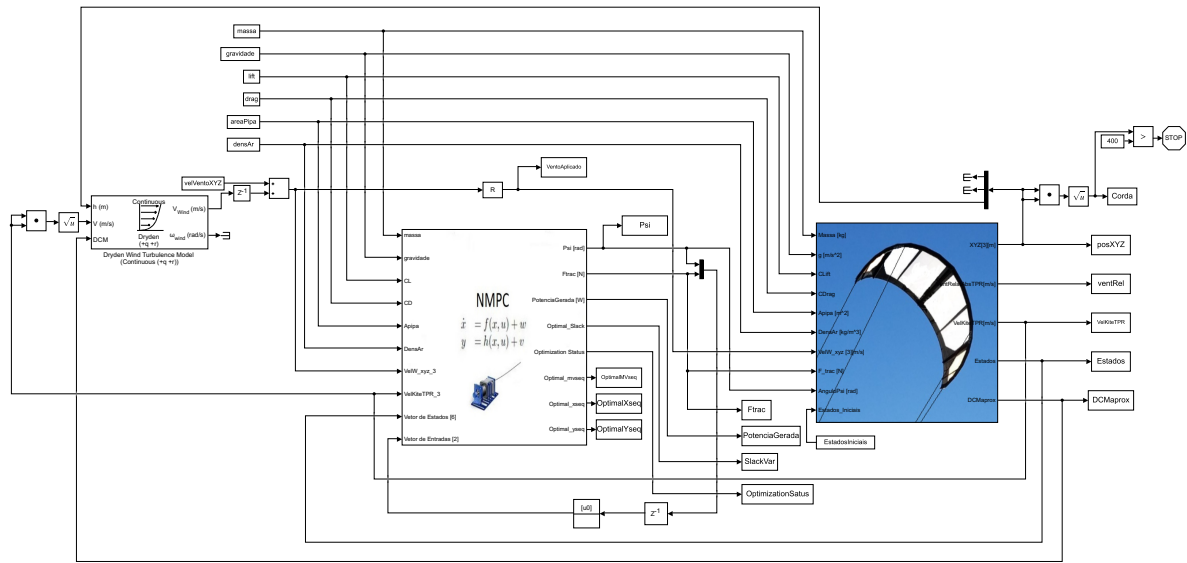 massa
gravidade
lift
drag
areaPipa
densAr
velVentoXYZ
Z-1
+
+
R
VentoAplicado
Continuous
h (m)
V (m/s)
DCM
VWind (m/s)
ωwind (rad/s)
Dryden
(+q +r)
Dryden Wind Turbulence Model
(Continuous (+q +r))
√u
massa
gravidade
CL
CD
Apipa
DensAr
VelW_xyz_3
VelKiteTPR_3
Vetor de Estados [6]
Vetor de Entradas [2]
NMPC
ẋ = f(x,u)+w
y = h(x,u)+v
Psi [rad]
Ftrac [N]
PotenciaGerada [W]
Optimal_Slack
Optimization Status
Optimal_mvseq
Optimal_xseq
Optimal_yseq
Psi
OptimalMVseq
OptimalXseq
OptimalYseq
Ftrac
PotenciaGerada
SlackVar
OptimizationSatus
[u0]
Z-1
Massa [kg]
g [m/s^2]
CLift
CDrag
Apipa [m^2]
DensAr [kg/m^3]
VelW_xyz [3][m/s]
F_trac [N]
AnguloPsi [rad]
Estados_Iniciais
EstadosIniciais
XYZ[3][m]
VelKiteTPR[m/s]
Estados
DCMaprox
√u
400
>
STOP
Corda
posXYZ
ventRel
VelKiteTPR
Estados
DCMaprox